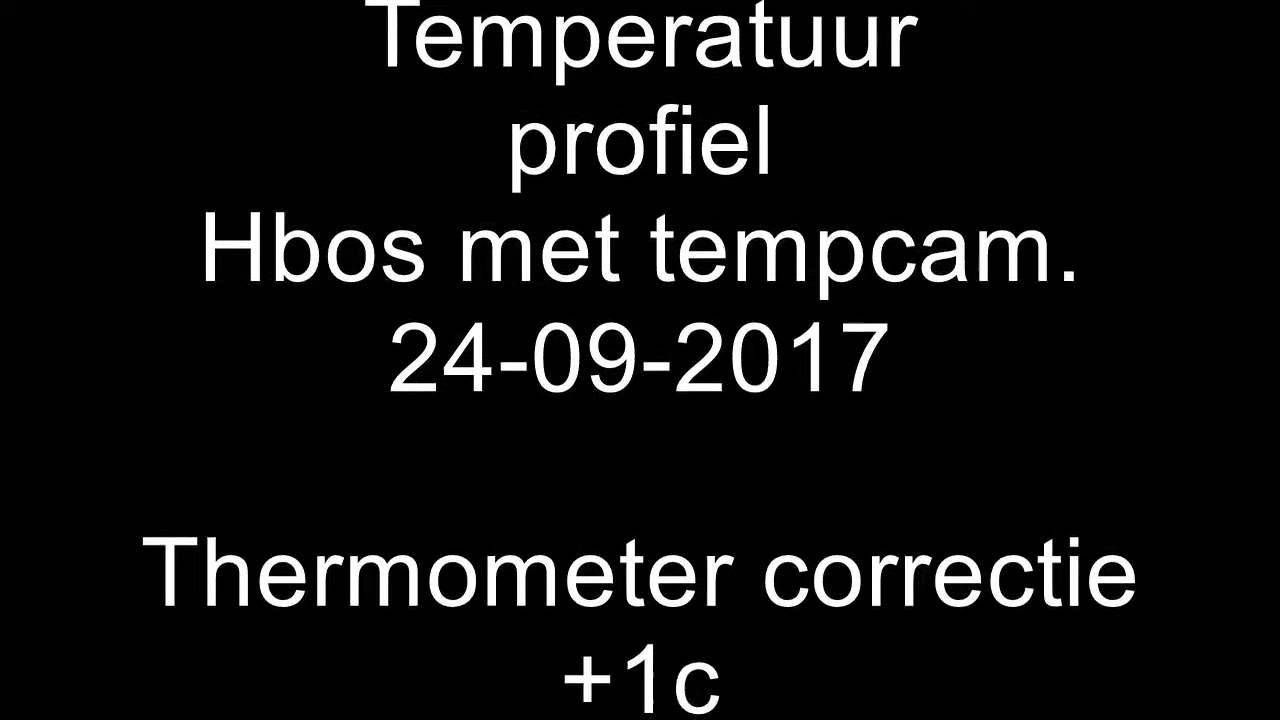 Temperatuur
profiel
Hbos met tempcam.
24-09-2017
Thermometer correctie
+1c